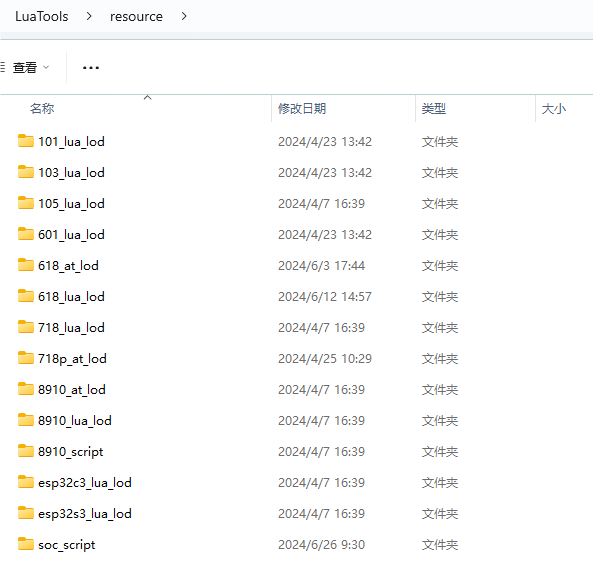 LuaTools > resource >
查看 ...
名称 修改日期 类型 大小
101_lua_lod 2024/4/23 13:42 文件夹
103_lua_lod 2024/4/23 13:42 文件夹
105_lua_lod 2024/4/7 16:39 文件夹
601_lua_lod 2024/4/23 13:42 文件夹
618_at_lod 2024/6/3 17:44 文件夹
618_lua_lod 2024/6/12 14:57 文件夹
718_lua_lod 2024/4/7 16:39 文件夹
718p_at_lod 2024/4/25 10:29 文件夹
8910_at_lod 2024/4/7 16:39 文件夹
8910_lua_lod 2024/4/7 16:39 文件夹
8910_script 2024/4/7 16:39 文件夹
esp32c3_lua_lod 2024/4/7 16:39 文件夹
esp32s3_lua_lod 2024/4/7 16:39 文件夹
soc_script 2024/6/26 9:30 文件夹